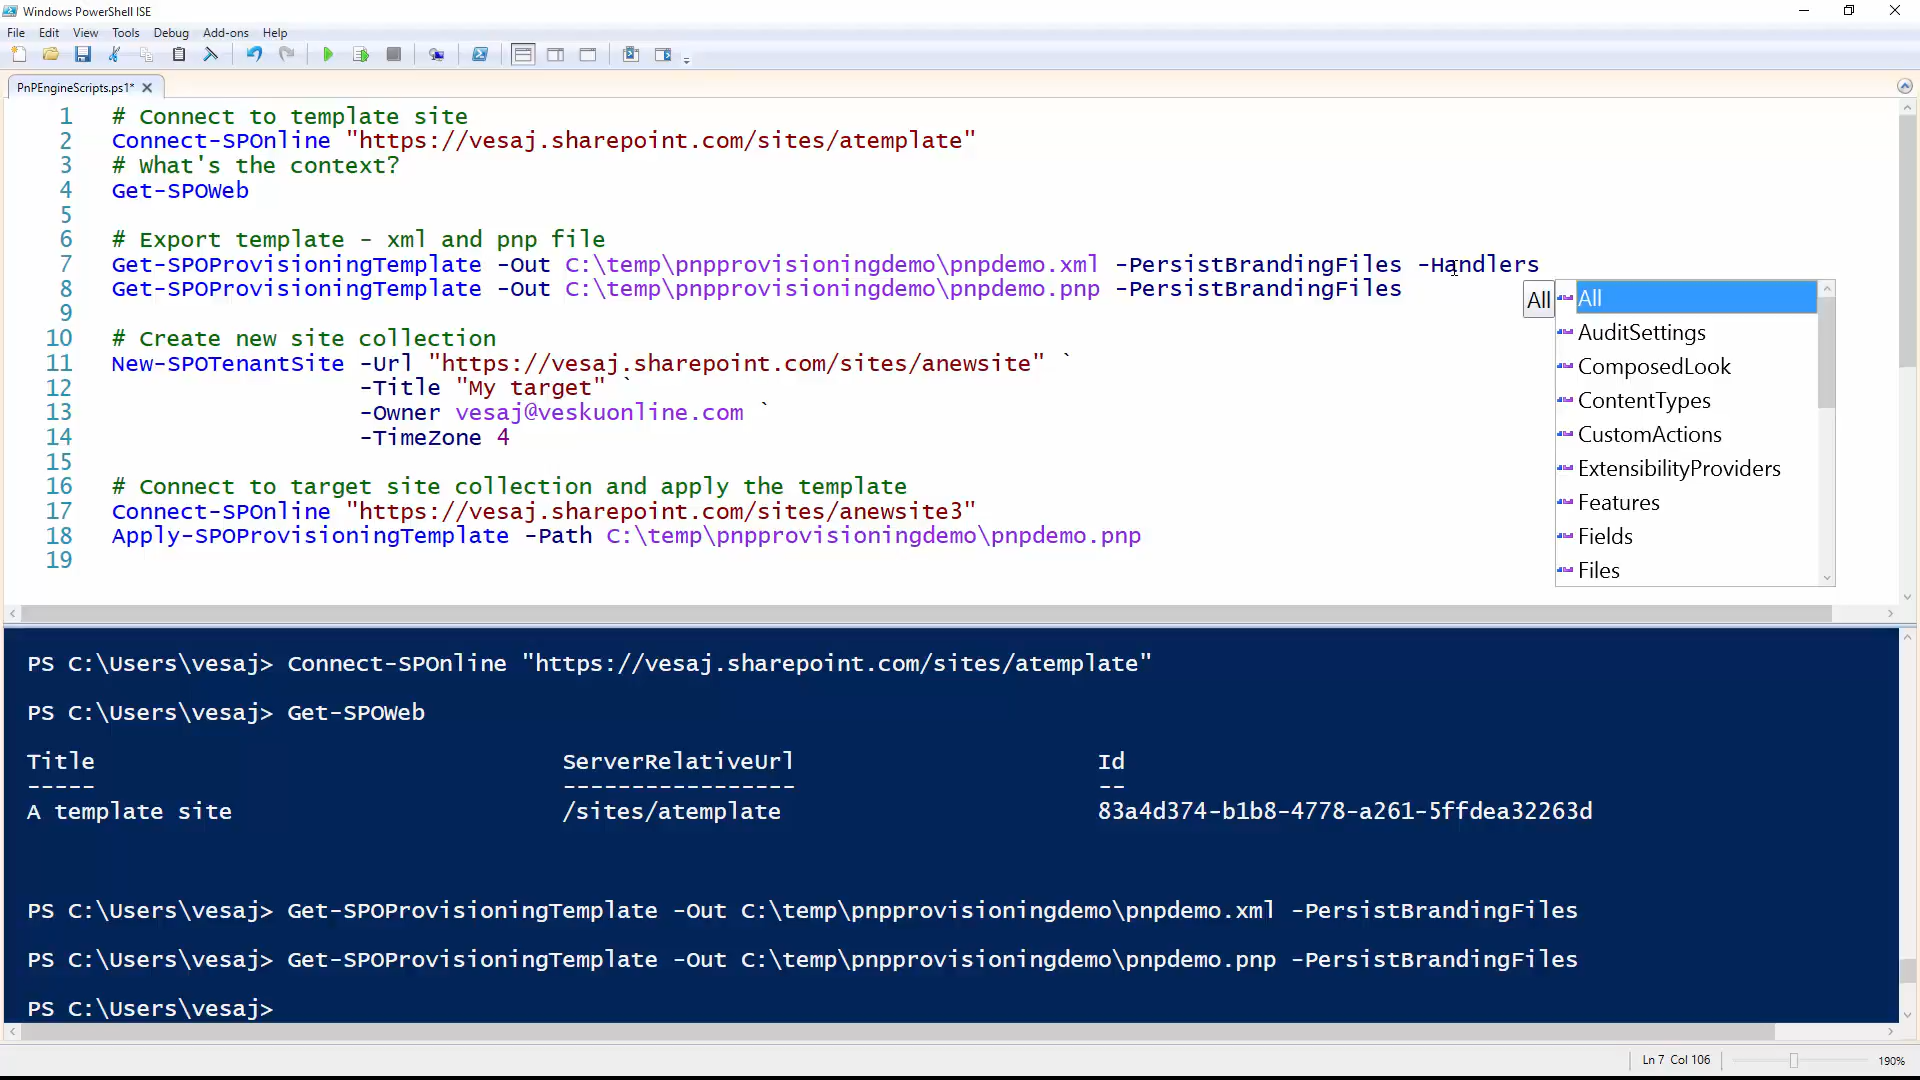 Windows PowerShell ISE
File Edit View Tools Debug Add-ons Help
PnPEngineScripts.ps1*
1 # Connect to template site
2 Connect-SPOnline "https://vesaj.sharepoint.com/sites/atemplate"
3 # What's the context?
4 Get-SPOWeb
5
6 # Export template - xml and pnp file
7 Get-SPOProvisioningTemplate -Out C:\temp\pnpprovisioningdemo\pnpdemo.xml -PersistBrandingFiles -Handlers
8 Get-SPOProvisioningTemplate -Out C:\temp\pnpprovisioningdemo\pnpdemo.pnp -PersistBrandingFiles
9
10 # Create new site collection
11 New-SPOTenantSite -Url "https://vesaj.sharepoint.com/sites/anewsite" `
12 -Title "My target" `
13 -Owner vesaj@veskuonline.com `
14 -TimeZone 4
15
16 # Connect to target site collection and apply the template
17 Connect-SPOnline "https://vesaj.sharepoint.com/sites/anewsite3"
18 Apply-SPOProvisioningTemplate -Path C:\temp\pnpprovisioningdemo\pnpdemo.pnp
19
All
All
AuditSettings
ComposedLook
ContentTypes
CustomActions
ExtensibilityProviders
Features
Fields
Files
PS C:\Users\vesaj> Connect-SPOnline "https://vesaj.sharepoint.com/sites/atemplate"
PS C:\Users\vesaj> Get-SPOWeb
Title ServerRelativeUrl Id
----- ----------------- --
A template site /sites/atemplate 83a4d374-b1b8-4778-a261-5ffdea32263d
PS C:\Users\vesaj> Get-SPOProvisioningTemplate -Out C:\temp\pnpprovisioningdemo\pnpdemo.xml -PersistBrandingFiles
PS C:\Users\vesaj> Get-SPOProvisioningTemplate -Out C:\temp\pnpprovisioningdemo\pnpdemo.pnp -PersistBrandingFiles
PS C:\Users\vesaj>
Ln 7 Col 106
190%